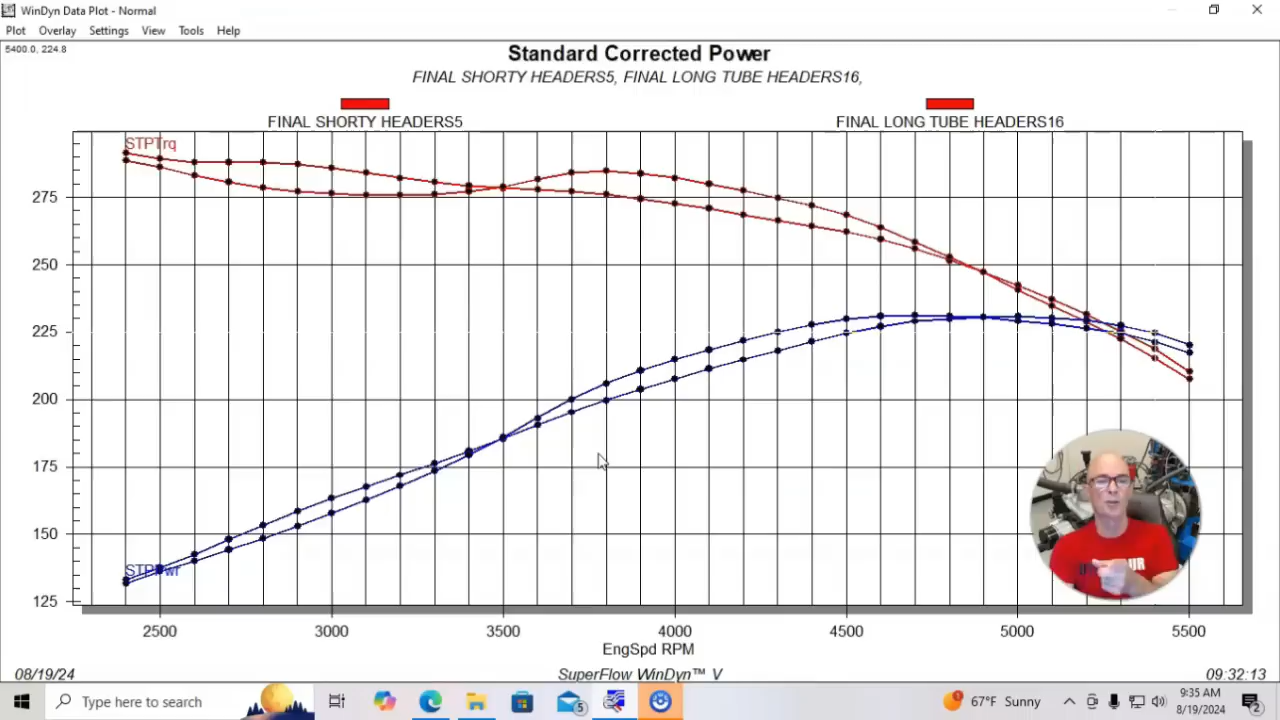 WinDyn Data Plot - Normal
Plot Overlay Settings View Tools Help
5400.0, 224.8
Standard Corrected Power
FINAL SHORTY HEADERS5, FINAL LONG TUBE HEADERS16,
FINAL SHORTY HEADERS5 FINAL LONG TUBE HEADERS16
STPTrq
275
250
225
200
175
150
125
STPPwr
2500 3000 3500 4000 4500 5000 5500
EngSpd RPM
08/19/24 SuperFlow WinDyn™ V 09:32:13
Type here to search
5
67°F Sunny
9:35 AM
8/19/2024
2